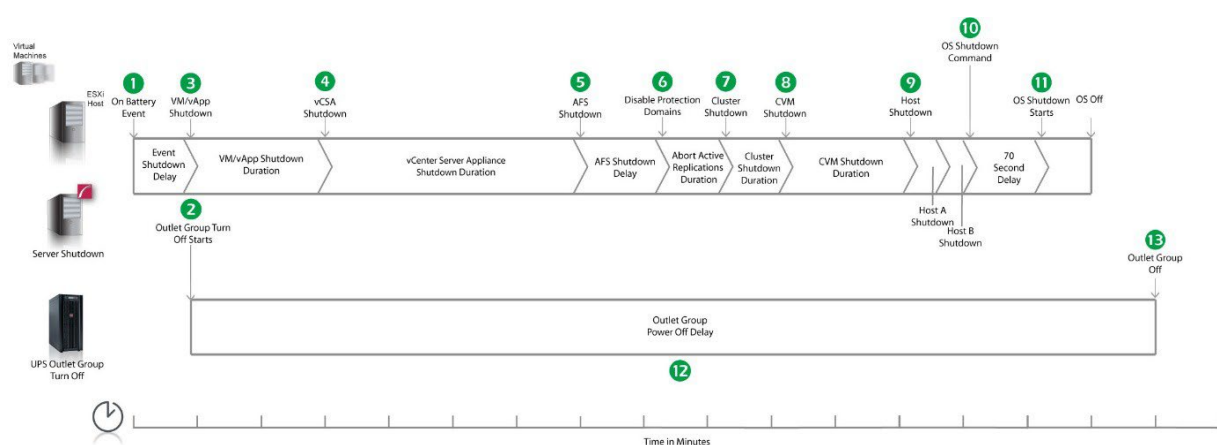 Virtual
Machines
ESXi
Host
Server Shutdown
UPS Outlet Group
Turn Off
1
On Battery
Event
3
VM/vApp
Shutdown
4
vCSA
Shutdown
5
AFS
Shutdown
6
Disable Protection
Domains
7
Cluster
Shutdown
8
CVM
Shutdown
9
Host
Shutdown
10
OS Shutdown
Command
11
OS Shutdown
Starts
OS Off
Event
Shutdown
Delay
VM/vApp Shutdown
Duration
vCenter Server Appliance
Shutdown Duration
AFS Shutdown
Delay
Abort Active
Replications
Duration
Cluster
Shutdown
Duration
CVM Shutdown
Duration
70
Second
Delay
Host A
Shutdown
Host B
Shutdown
2
Outlet Group Turn
Off Starts
13
Outlet Group
Off
Outlet Group
Power Off Delay
12
Time in Minutes